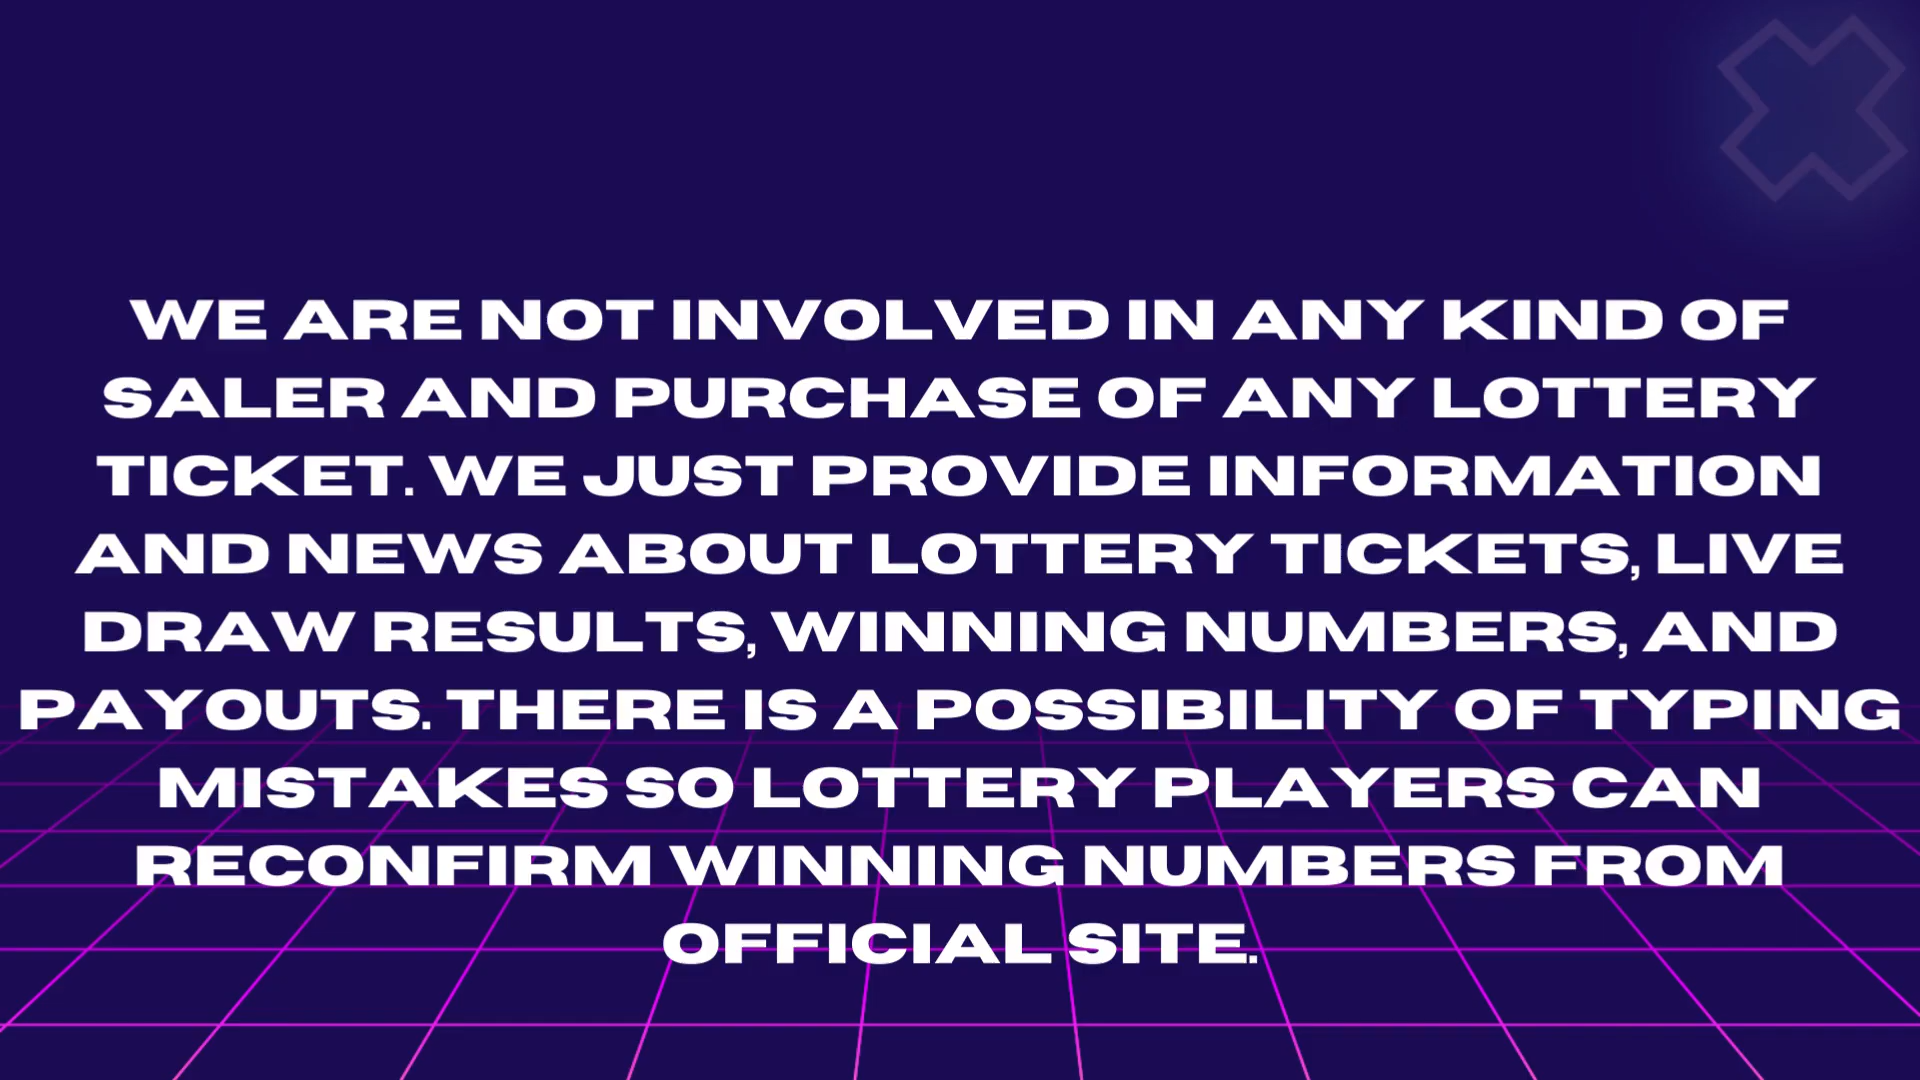 WE ARE NOT INVOLVED IN ANY KIND OF
SALER AND PURCHASE OF ANY LOTTERY
TICKET. WE JUST PROVIDE INFORMATION
AND NEWS ABOUT LOTTERY TICKETS, LIVE
DRAW RESULTS, WINNING NUMBERS, AND
PAYOUTS. THERE IS A POSSIBILITY OF TYPING
MISTAKES SO LOTTERY PLAYERS CAN
RECONFIRM WINNING NUMBERS FROM
OFFICIAL SITE.